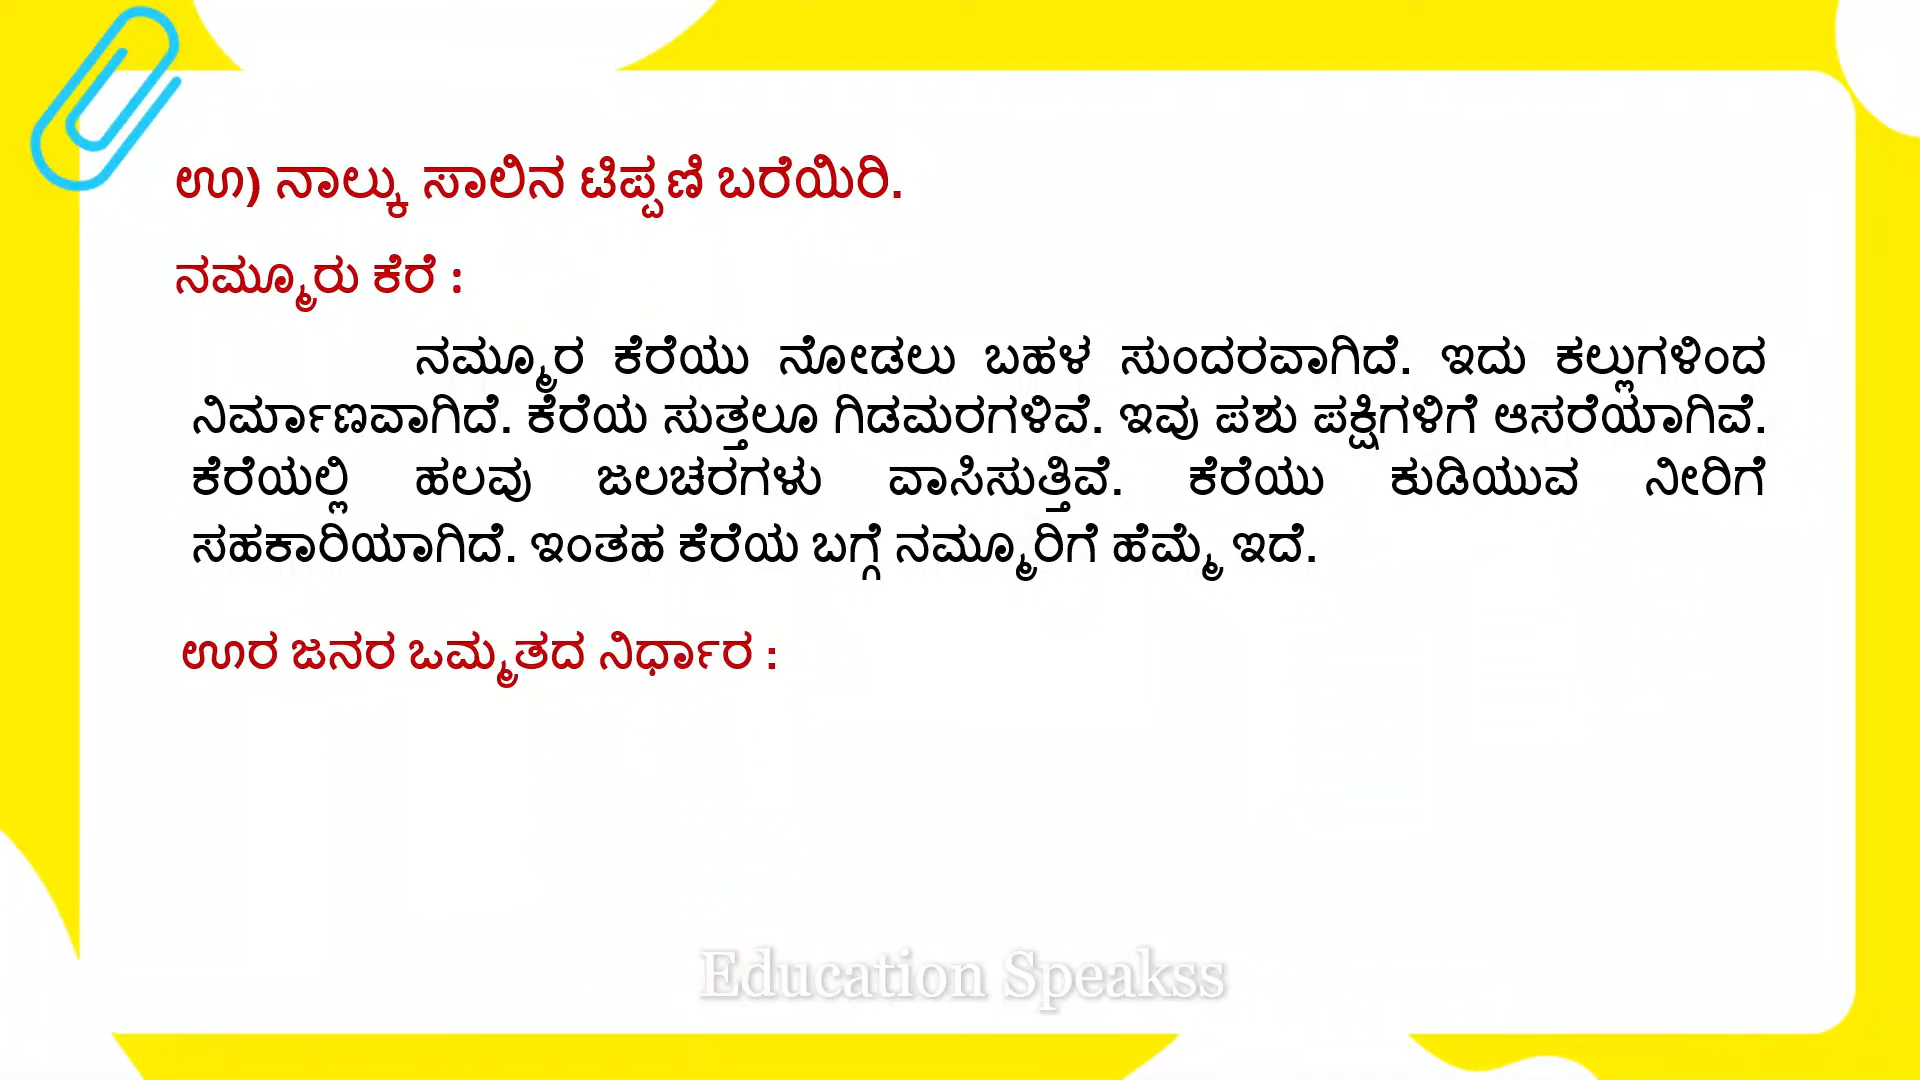 ಊ) ನಾಲ್ಕು ಸಾಲಿನ ಟಿಪ್ಪಣಿ ಬರೆಯಿರಿ.
ನಮ್ಮೂರು ಕೆರೆ :
ನಮ್ಮೂರ ಕೆರೆಯು ನೋಡಲು ಬಹಳ ಸುಂದರವಾಗಿದೆ. ಇದು ಕಲ್ಲುಗಳಿಂದ
ನಿರ್ಮಾಣವಾಗಿದೆ. ಕೆರೆಯ ಸುತ್ತಲೂ ಗಿಡಮರಗಳಿವೆ. ಇವು ಪಶು ಪಕ್ಷಿಗಳಿಗೆ ಆಸರೆಯಾಗಿವೆ.
ಕೆರೆಯಲ್ಲಿ ಹಲವು ಜಲಚರಗಳು ವಾಸಿಸುತ್ತಿವೆ. ಕೆರೆಯು ಕುಡಿಯುವ ನೀರಿಗೆ
ಸಹಕಾರಿಯಾಗಿದೆ. ಇಂತಹ ಕೆರೆಯ ಬಗ್ಗೆ ನಮ್ಮೂರಿಗೆ ಹೆಮ್ಮೆ ಇದೆ.
ಊರ ಜನರ ಒಮ್ಮತದ ನಿರ್ಧಾರ :
Education Speakss